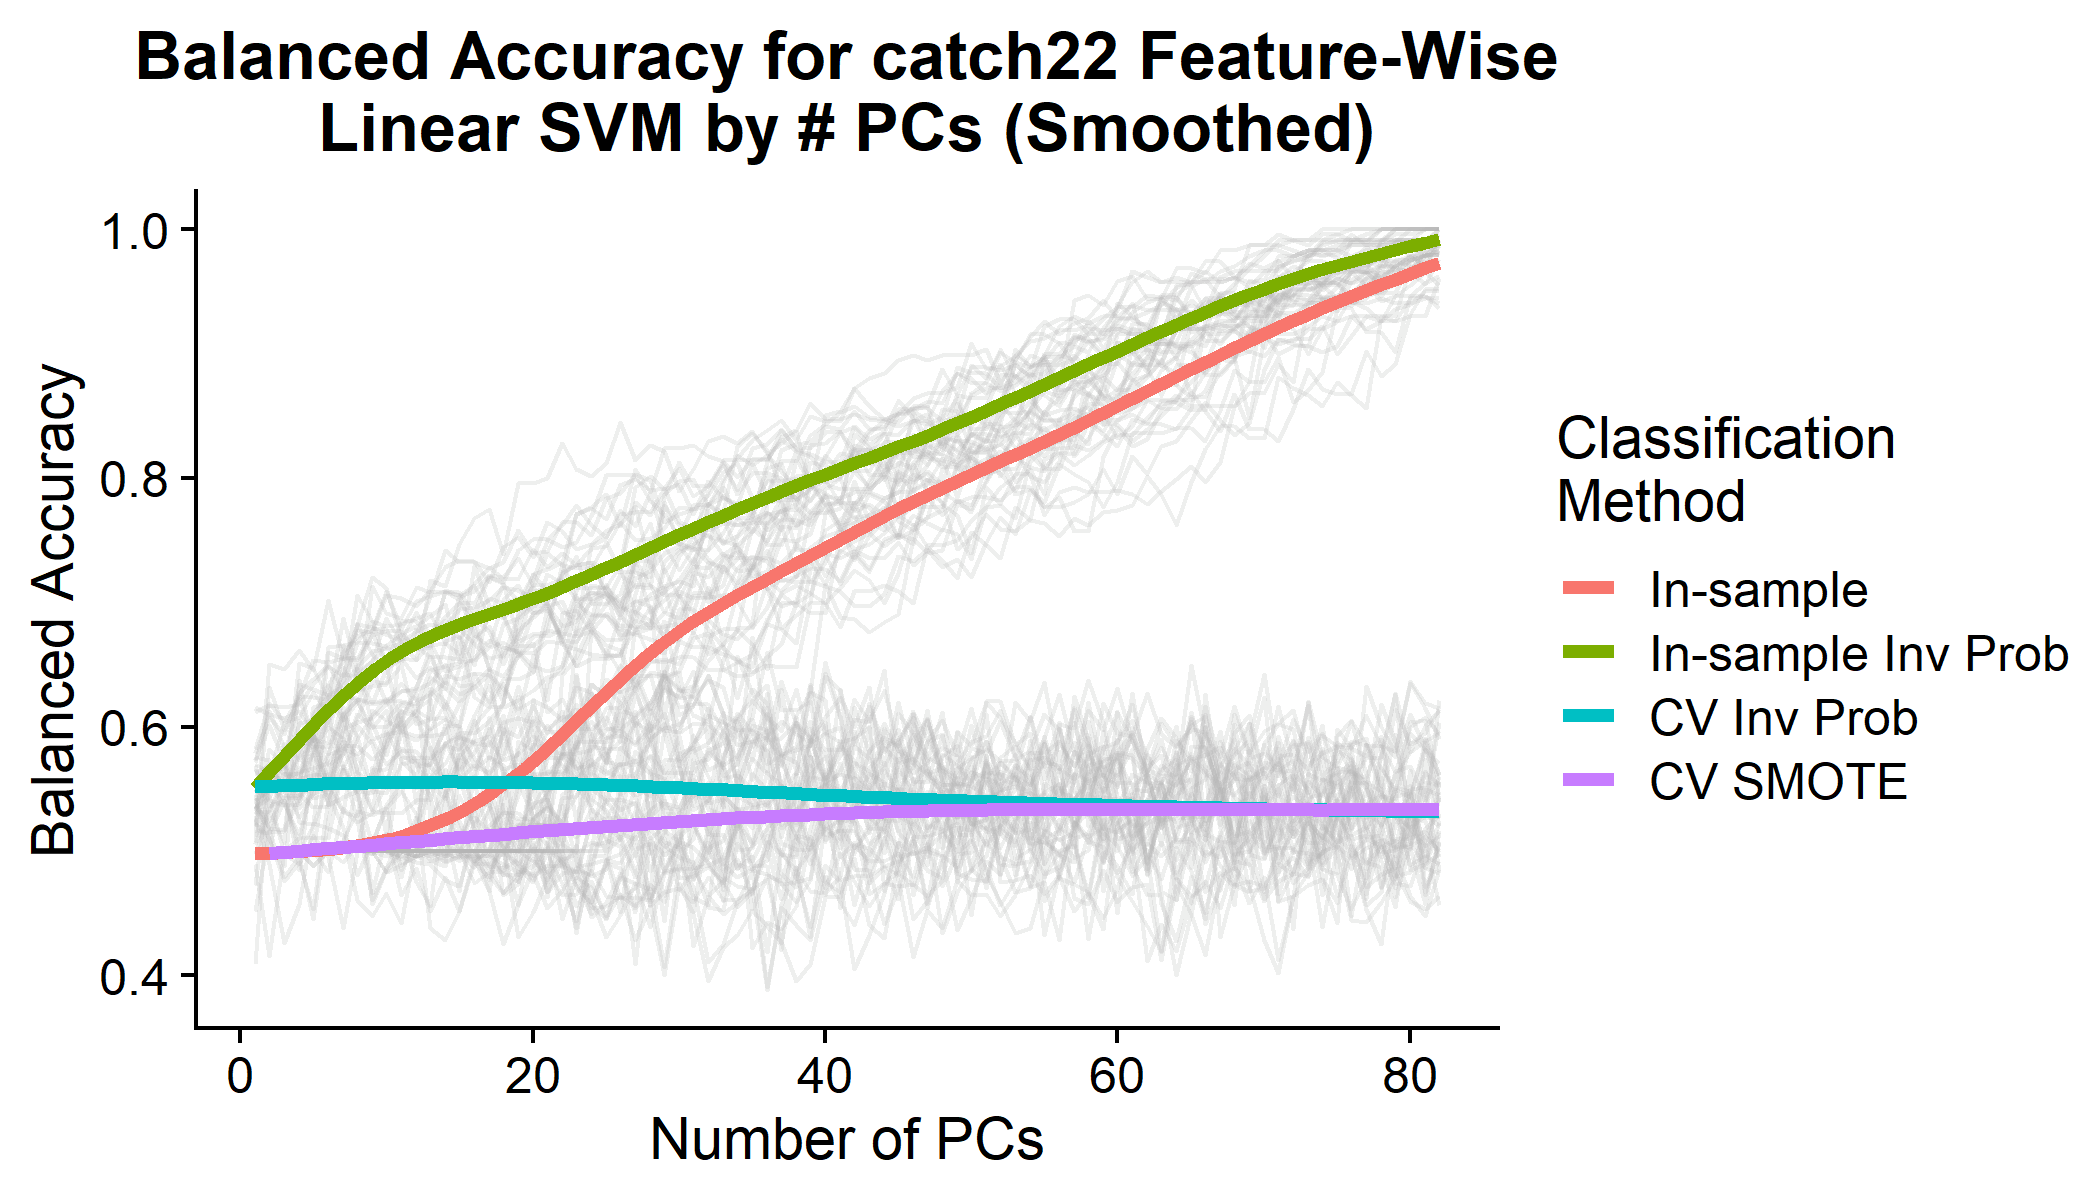 Balanced Accuracy for catch22 Feature-Wise
Linear SVM by # PCs (Smoothed)
Balanced Accuracy
1.0
0.8
0.6
0.4
0
20
40
60
80
Number of PCs
Classification
Method
In-sample
In-sample Inv Prob
CV Inv Prob
CV SMOTE